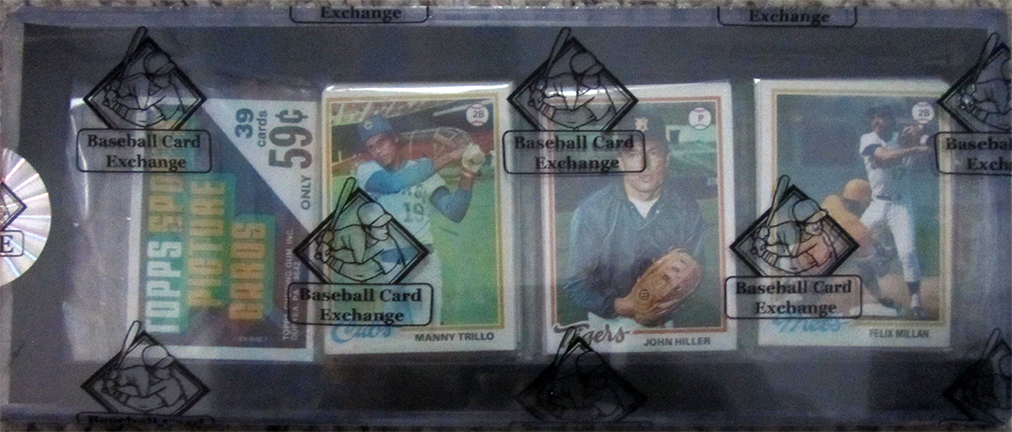 Exchange
Exchange
Baseball Card
Exchange
Baseball Card
Exchange
Baseball Card
Exchange
39
cards
ONLY 59¢
TOPPS
PICTURE
CARDS
2B
Cubs
MANNY TRILLO
P
Tigers
JOHN HILLER
2B
Mets
FELIX MILLAN
Baseball Card
Exchange
Baseball Card
Exchange
E